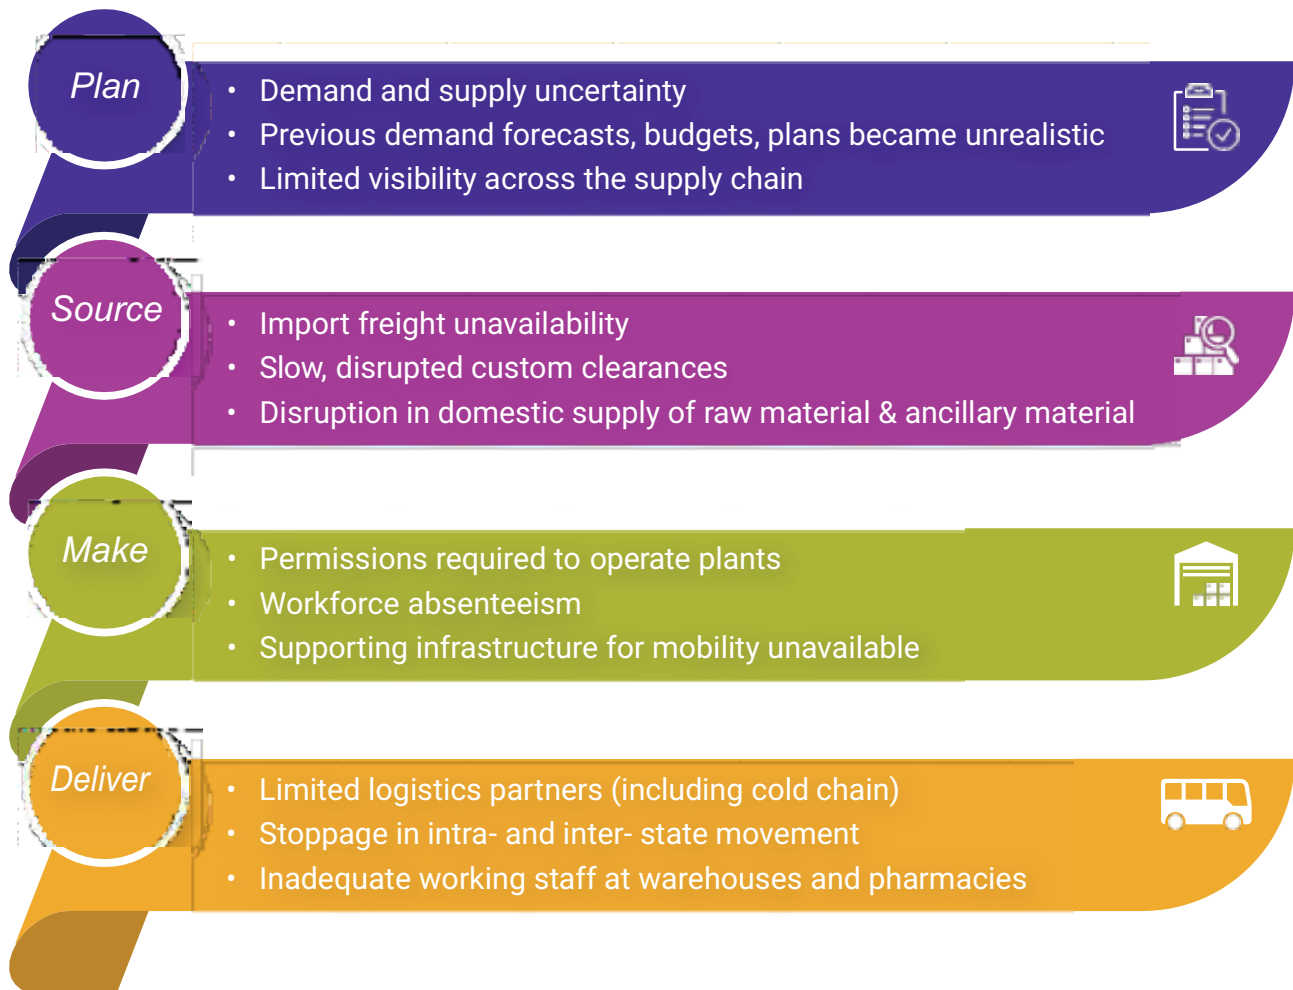 Plan
• Demand and supply uncertainty
• Previous demand forecasts, budgets, plans became unrealistic
• Limited visibility across the supply chain
Source
• Import freight unavailability
• Slow, disrupted custom clearances
• Disruption in domestic supply of raw material & ancillary material
Make
• Permissions required to operate plants
• Workforce absenteeism
• Supporting infrastructure for mobility unavailable
Deliver
• Limited logistics partners (including cold chain)
• Stoppage in intra- and inter- state movement
• Inadequate working staff at warehouses and pharmacies